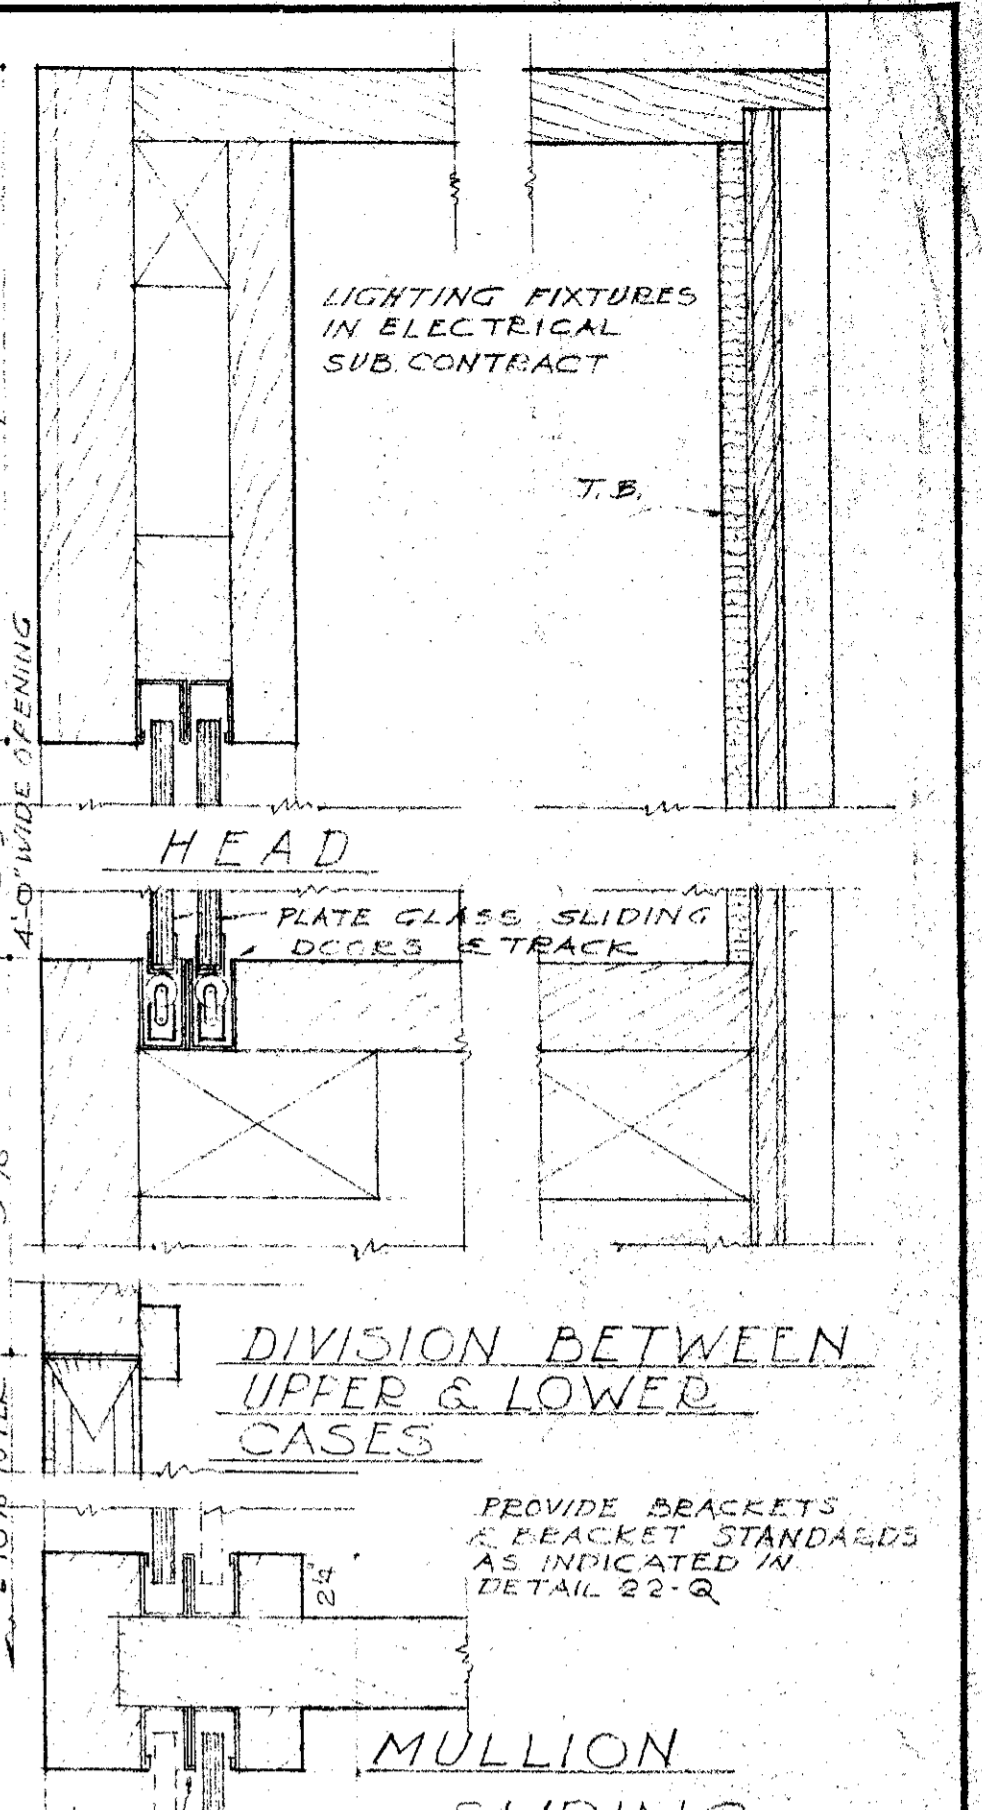 LIGHTING FIXTURES
IN ELECTRICAL
SUB. CONTRACT
T. B.
4'-0" WIDE OPENING
HEAD
PLATE GLASS SLIDING
DOORS & TRACK
DIVISION BETWEEN
UPPER & LOWER
CASES
PROVIDE BRACKETS
& BRACKET STANDARDS
AS INDICATED IN
DETAIL 22-Q
MULLION
SLIDING